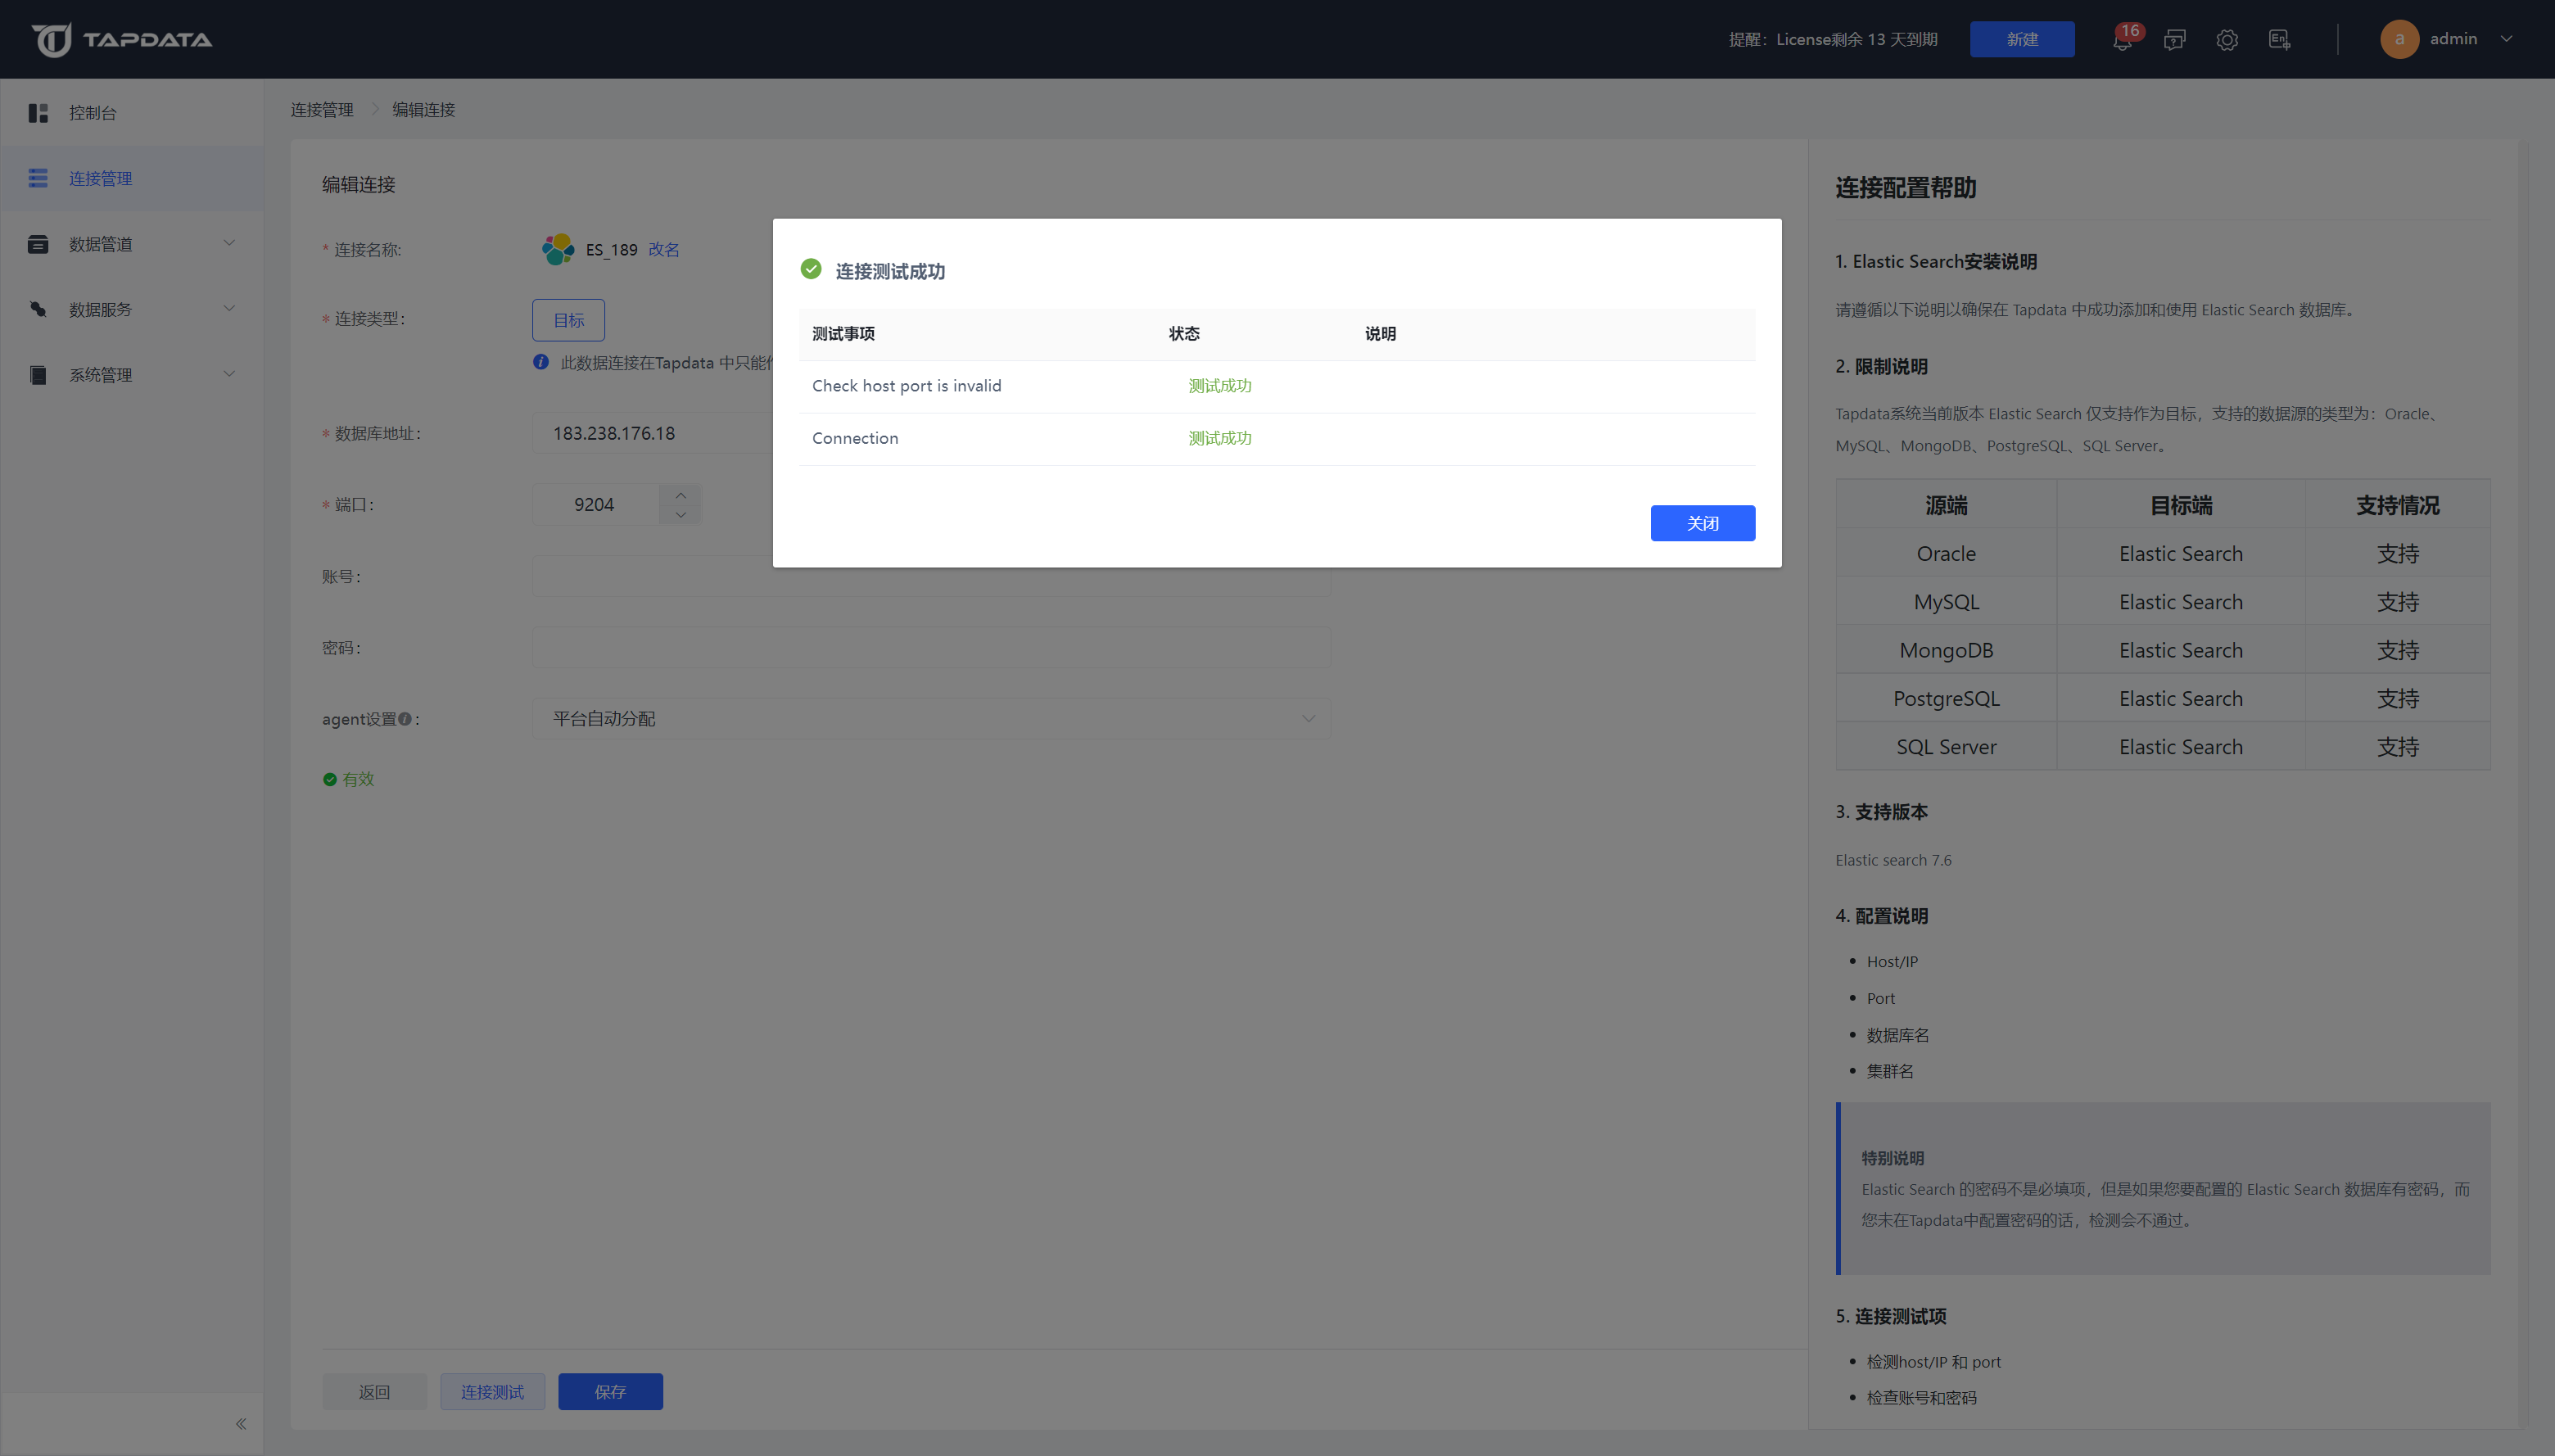 TAPDATA
提醒：License剩余 13 天到期
新建
16
En
a
admin
控制台
连接管理
数据管道
数据服务
系统管理
连接管理
编辑连接
编辑连接
* 连接名称:
ES_189 改名
* 连接类型:
目标
此数据连接在Tapdata 中只能
* 数据库地址:
183.238.176.18
* 端口:
9204
账号:
密码:
agent设置:
平台自动分配
有效
返回
连接测试
保存
连接测试成功
测试事项 状态 说明
Check host port is invalid 测试成功
Connection 测试成功
关闭
连接配置帮助
1. Elastic Search安装说明
请遵循以下说明以确保在 Tapdata 中成功添加和使用 Elastic Search 数据库。
2. 限制说明
Tapdata系统当前版本 Elastic Search 仅支持作为目标，支持的数据源的类型为：Oracle、
MySQL、MongoDB、PostgreSQL、SQL Server。
源端 目标端 支持情况
Oracle Elastic Search 支持
MySQL Elastic Search 支持
MongoDB Elastic Search 支持
PostgreSQL Elastic Search 支持
SQL Server Elastic Search 支持
3. 支持版本
Elastic search 7.6
4. 配置说明
Host/IP
Port
数据库名
集群名
特别说明
Elastic Search 的密码不是必填项，但是如果您要配置的 Elastic Search 数据库有密码，而
您未在Tapdata中配置密码的话，检测会不通过。
5. 连接测试项
检测host/IP 和 port
检查账号和密码